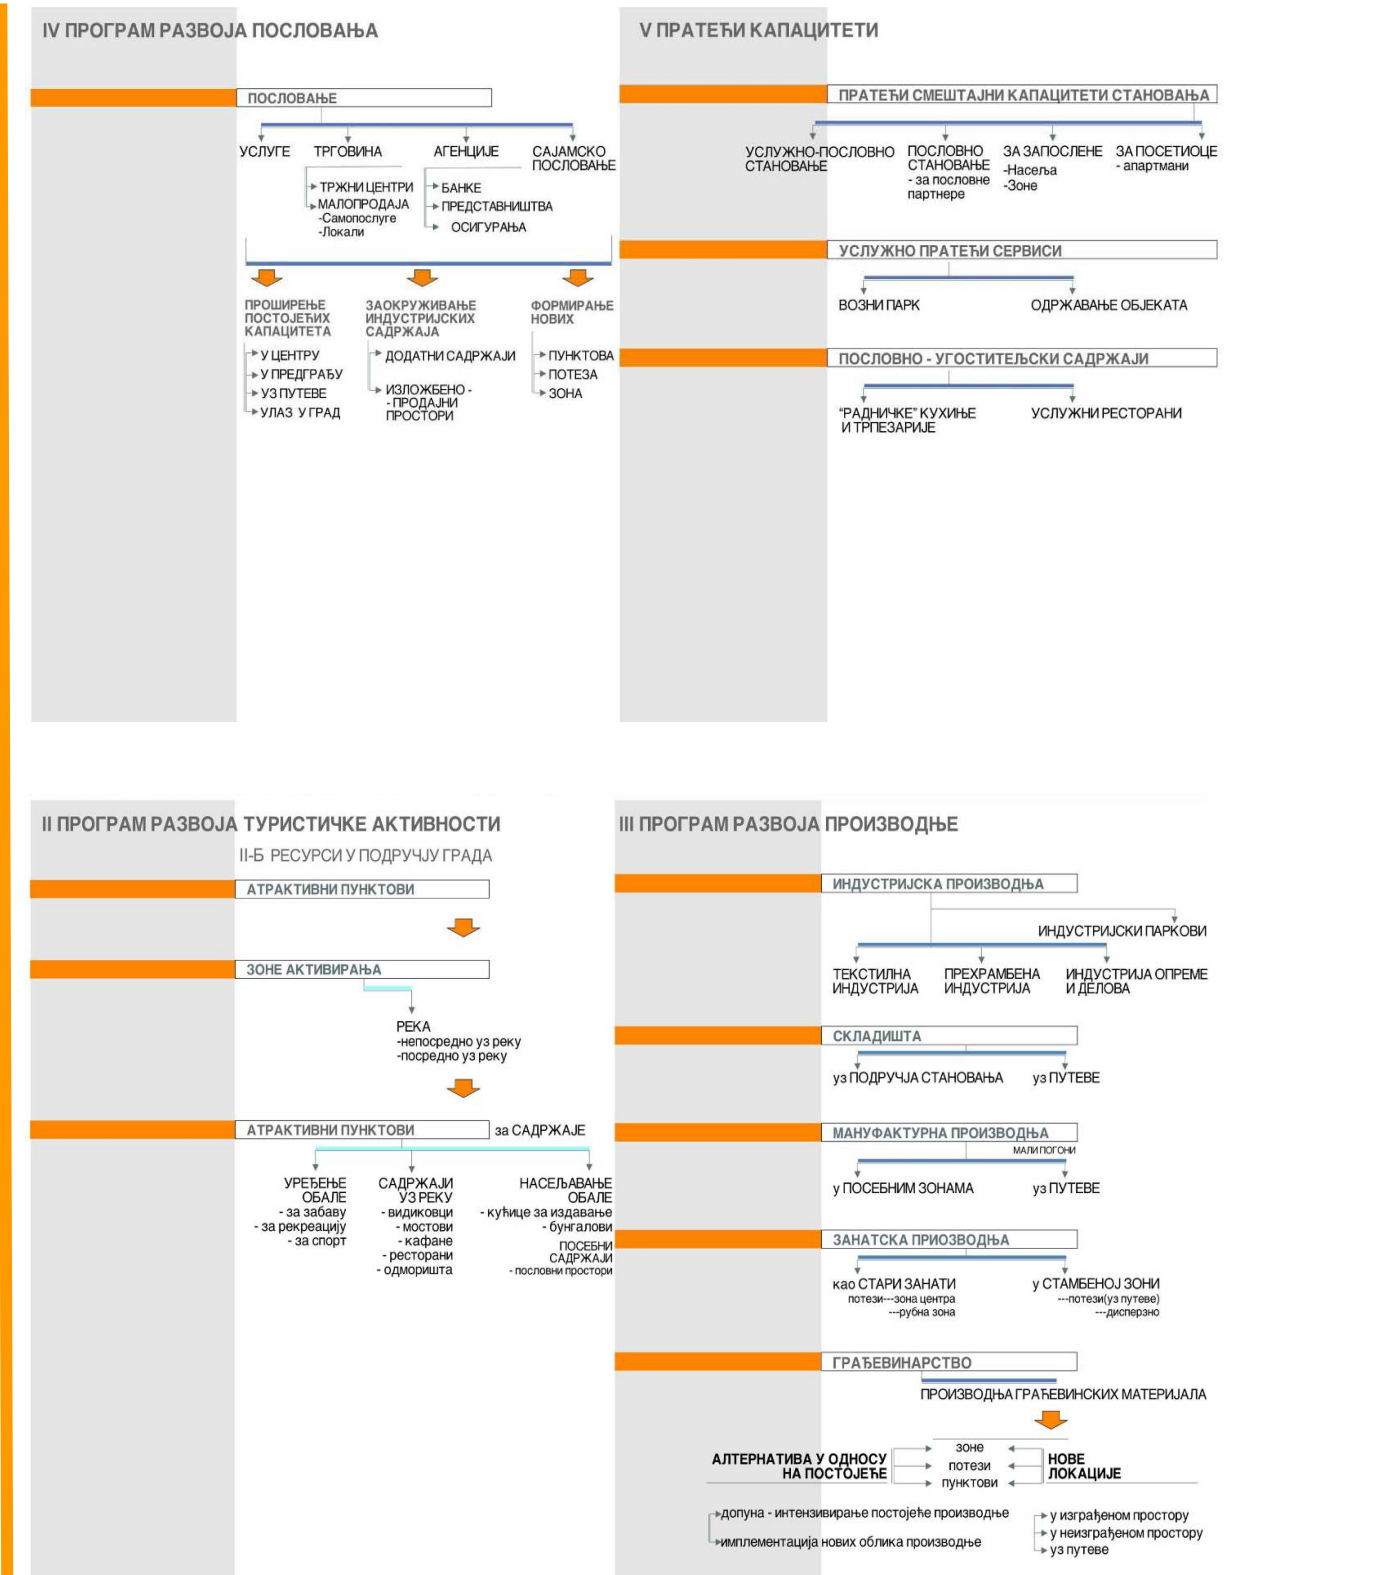 IV ПРОГРАМ РАЗВОЈА ПОСЛОВАЊА
ПОСЛОВАЊЕ
УСЛУГЕ
ТРГОВИНА
ТРЖНИ ЦЕНТРИ
МАЛОПРОДАЈА
-Самопослуге
-Локали
АГЕНЦИЈЕ
БАНКЕ
ПРЕДСТАВНИШТВА
ОСИГУРАЊА
САЈАМСКО
ПОСЛОВАЊЕ
ПРОШИРЕЊЕ
ПОСТОЈЕЋИХ
КАПАЦИТЕТА
У ЦЕНТРУ
У ПРЕДГРАЂУ
УЗ ПУТЕВЕ
УЛАЗ У ГРАД
ЗАОКРУЖИВАЊЕ
ИНДУСТРИЈСКИХ
САДРЖАЈА
ДОДАТНИ САДРЖАЈИ
ИЗЛОЖБЕНО -
- ПРОДАЈНИ
ПРОСТОРИ
ФОРМИРАЊЕ
НОВИХ
ПУНКТОВА
ПОТЕЗА
ЗОНА
V ПРАТЕЋИ КАПАЦИТЕТИ
ПРАТЕЋИ СМЕШТАЈНИ КАПАЦИТЕТИ СТАНОВАЊА
УСЛУЖНО-ПОСЛОВНО
СТАНОВАЊЕ
ПОСЛОВНО
СТАНОВАЊЕ
- за пословне
партнере
ЗА ЗАПОСЛЕНЕ
-Насеља
-Зоне
ЗА ПОСЕТИОЦЕ
- апартмани
УСЛУЖНО ПРАТЕЋИ СЕРВИСИ
ВОЗНИ ПАРК
ОДРЖАВАЊЕ ОБЈЕКАТА
ПОСЛОВНО - УГОСТИТЕЉСКИ САДРЖАЈИ
"РАДНИЧКЕ" КУХИЊЕ
И ТРПЕЗАРИЈЕ
УСЛУЖНИ РЕСТОРАНИ
II ПРОГРАМ РАЗВОЈА ТУРИСТИЧКЕ АКТИВНОСТИ
II-Б РЕСУРСИ У ПОДРУЧЈУ ГРАДА
АТРАКТИВНИ ПУНКТОВИ
ЗОНЕ АКТИВИРАЊА
РЕКА
-непосредно уз реку
-посредно уз реку
АТРАКТИВНИ ПУНКТОВИ
за САДРЖАЈЕ
УРЕЂЕЊЕ
ОБАЛЕ
- за забаву
- за рекреацију
- за спорт
САДРЖАЈИ
УЗ РЕКУ
- видиковци
- мостови
- кафане
- ресторани
- одморишта
НАСЕЉАВАЊЕ
ОБАЛЕ
- кућице за издавање
- бунгалови
ПОСЕБНИ
САДРЖАЈИ
- пословни простори
III ПРОГРАМ РАЗВОЈА ПРОИЗВОДЊЕ
ИНДУСТРИЈСКА ПРОИЗВОДЊА
ИНДУСТРИЈСКИ ПАРКОВИ
ТЕКСТИЛНА
ИНДУСТРИЈА
ПРЕХРАМБЕНА
ИНДУСТРИЈА
ИНДУСТРИЈА ОПРЕМЕ
И ДЕЛОВА
СКЛАДИШТА
уз ПОДРУЧЈА СТАНОВАЊА
уз ПУТЕВЕ
МАНУФАКТУРНА ПРОИЗВОДЊА
МАЛИ ПОГОНИ
у ПОСЕБНИМ ЗОНАМА
уз ПУТЕВЕ
ЗАНАТСКА ПРИОЗВОДЊА
као СТАРИ ЗАНАТИ
потези---зона центра
---рубна зона
у СТАМБЕНОЈ ЗОНИ
---потези(уз путеве)
---дисперзно
ГРАЂЕВИНАРСТВО
ПРОИЗВОДЊА ГРАЂЕВИНСКИХ МАТЕРИЈАЛА
АЛТЕРНАТИВА У ОДНОСУ
НА ПОСТОЈЕЋЕ
зоне
потези
пунктови
НОВЕ
ЛОКАЦИЈЕ
допуна - интензивирање постојеће производње
имплементација нових облика производње
у изграђеном простору
у неизграђеном простору
уз путеве